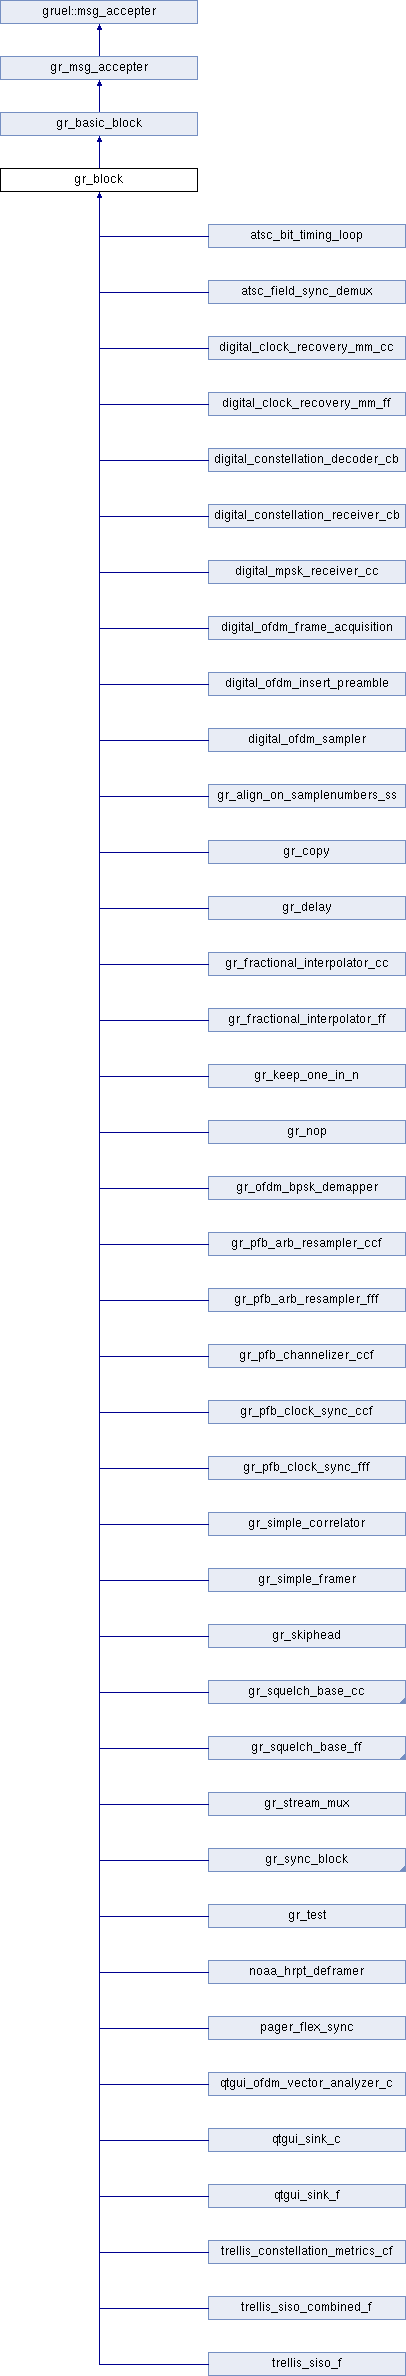 gruel::msg_accepter
gr_msg_accepter
gr_basic_block
gr_block
atsc_bit_timing_loop
atsc_field_sync_demux
digital_clock_recovery_mm_cc
digital_clock_recovery_mm_ff
digital_constellation_decoder_cb
digital_constellation_receiver_cb
digital_mpsk_receiver_cc
digital_ofdm_frame_acquisition
digital_ofdm_insert_preamble
digital_ofdm_sampler
gr_align_on_samplenumbers_ss
gr_copy
gr_delay
gr_fractional_interpolator_cc
gr_fractional_interpolator_ff
gr_keep_one_in_n
gr_nop
gr_ofdm_bpsk_demapper
gr_pfb_arb_resampler_ccf
gr_pfb_arb_resampler_fff
gr_pfb_channelizer_ccf
gr_pfb_clock_sync_ccf
gr_pfb_clock_sync_fff
gr_simple_correlator
gr_simple_framer
gr_skiphead
gr_squelch_base_cc
gr_squelch_base_ff
gr_stream_mux
gr_sync_block
gr_test
noaa_hrpt_deframer
pager_flex_sync
qtgui_ofdm_vector_analyzer_c
qtgui_sink_c
qtgui_sink_f
trellis_constellation_metrics_cf
trellis_siso_combined_f
trellis_siso_f